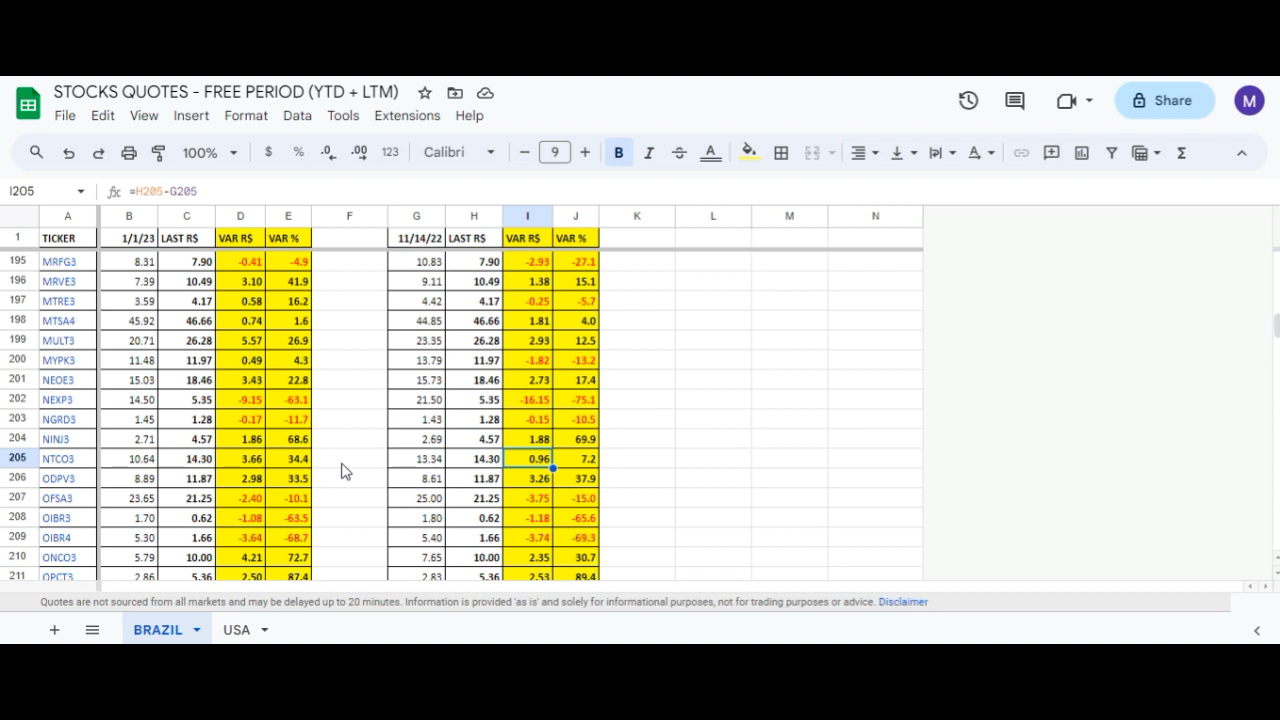 STOCKS QUOTES - FREE PERIOD (YTD + LTM)
File Edit View Insert Format Data Tools Extensions Help
Share
M
100% $ % .0 .00 123 Calibri 9 B I A
I205 fx =H205-G205
A B C D E F G H I J K L M N
1 TICKER 1/1/23 LAST R$ VAR R$ VAR % 11/14/22 LAST R$ VAR R$ VAR %
195 MRFG3 8.31 7.90 -0.41 -4.9 10.83 7.90 -2.93 -27.1
196 MRVE3 7.39 10.49 3.10 41.9 9.11 10.49 1.38 15.1
197 MTRE3 3.59 4.17 0.58 16.2 4.42 4.17 -0.25 -5.7
198 MTSA4 45.92 46.66 0.74 1.6 44.85 46.66 1.81 4.0
199 MULT3 20.71 26.28 5.57 26.9 23.35 26.28 2.93 12.5
200 MYPK3 11.48 11.97 0.49 4.3 13.79 11.97 -1.82 -13.2
201 NEOE3 15.03 18.46 3.43 22.8 15.73 18.46 2.73 17.4
202 NEXP3 14.50 5.35 -9.15 -63.1 21.50 5.35 -16.15 -75.1
203 NGRD3 1.45 1.28 -0.17 -11.7 1.43 1.28 -0.15 -10.5
204 NINJ3 2.71 4.57 1.86 68.6 2.69 4.57 1.88 69.9
205 NTCO3 10.64 14.30 3.66 34.4 13.34 14.30 0.96 7.2
206 ODPV3 8.89 11.87 2.98 33.5 8.61 11.87 3.26 37.9
207 OFSA3 23.65 21.25 -2.40 -10.1 25.00 21.25 -3.75 -15.0
208 OIBR3 1.70 0.62 -1.08 -63.5 1.80 0.62 -1.18 -65.6
209 OIBR4 5.30 1.66 -3.64 -68.7 5.40 1.66 -3.74 -69.3
210 ONCO3 5.79 10.00 4.21 72.7 7.65 10.00 2.35 30.7
211 OPCT3 2.86 5.36 2.50 87.4 2.83 5.36 2.53 89.4
Quotes are not sourced from all markets and may be delayed up to 20 minutes. Information is provided 'as is' and solely for informational purposes, not for trading purposes or advice. Disclaimer
BRAZIL USA